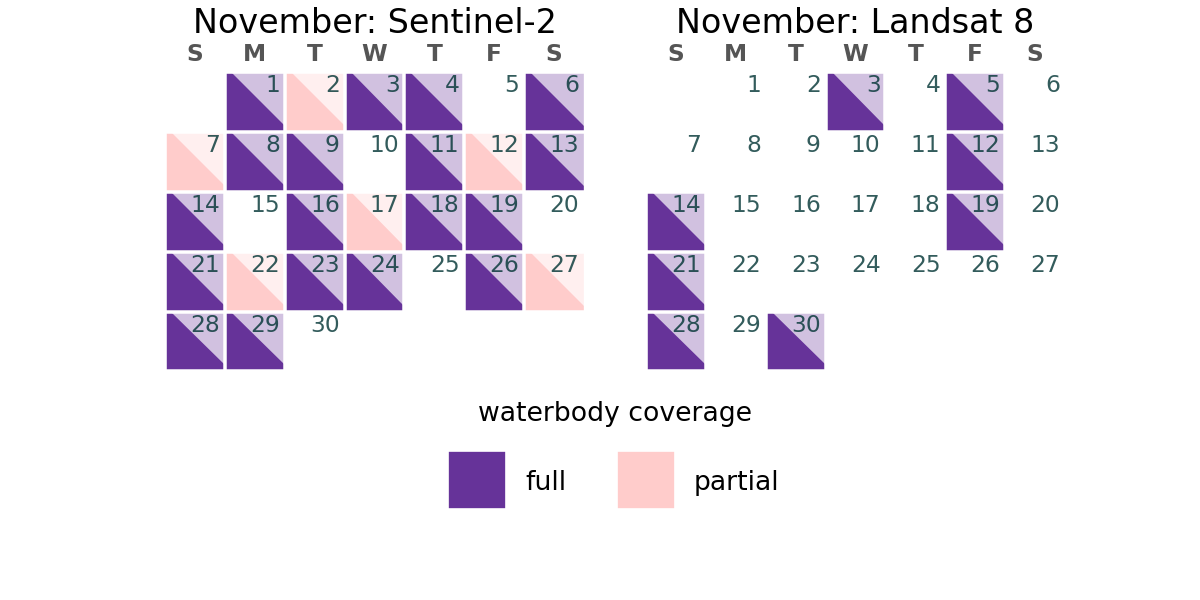 November: Sentinel-2
S M T W T F S
1 2 3 4 5 6
7 8 9 10 11 12 13
14 15 16 17 18 19 20
21 22 23 24 25 26 27
28 29 30
November: Landsat 8
S M T W T F S
1 2 3 4 5 6
7 8 9 10 11 12 13
14 15 16 17 18 19 20
21 22 23 24 25 26 27
28 29 30
waterbody coverage
full partial